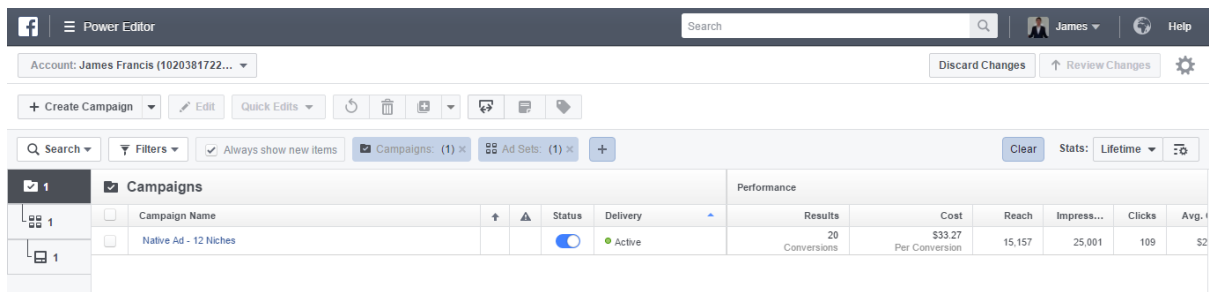 Power Editor Search James Help
Account: James Francis (1020381722... Discard Changes Review Changes
+ Create Campaign Edit Quick Edits
Search Filters Always show new items Campaigns: (1) × Ad Sets: (1) × + Clear Stats: Lifetime
1 Campaigns Performance
1 Campaign Name Status Delivery Results Cost Reach Impress... Clicks Avg.
Native Ad - 12 Niches Active 20 $33.27 15,157 25,001 109 $2
Conversions Per Conversion
1